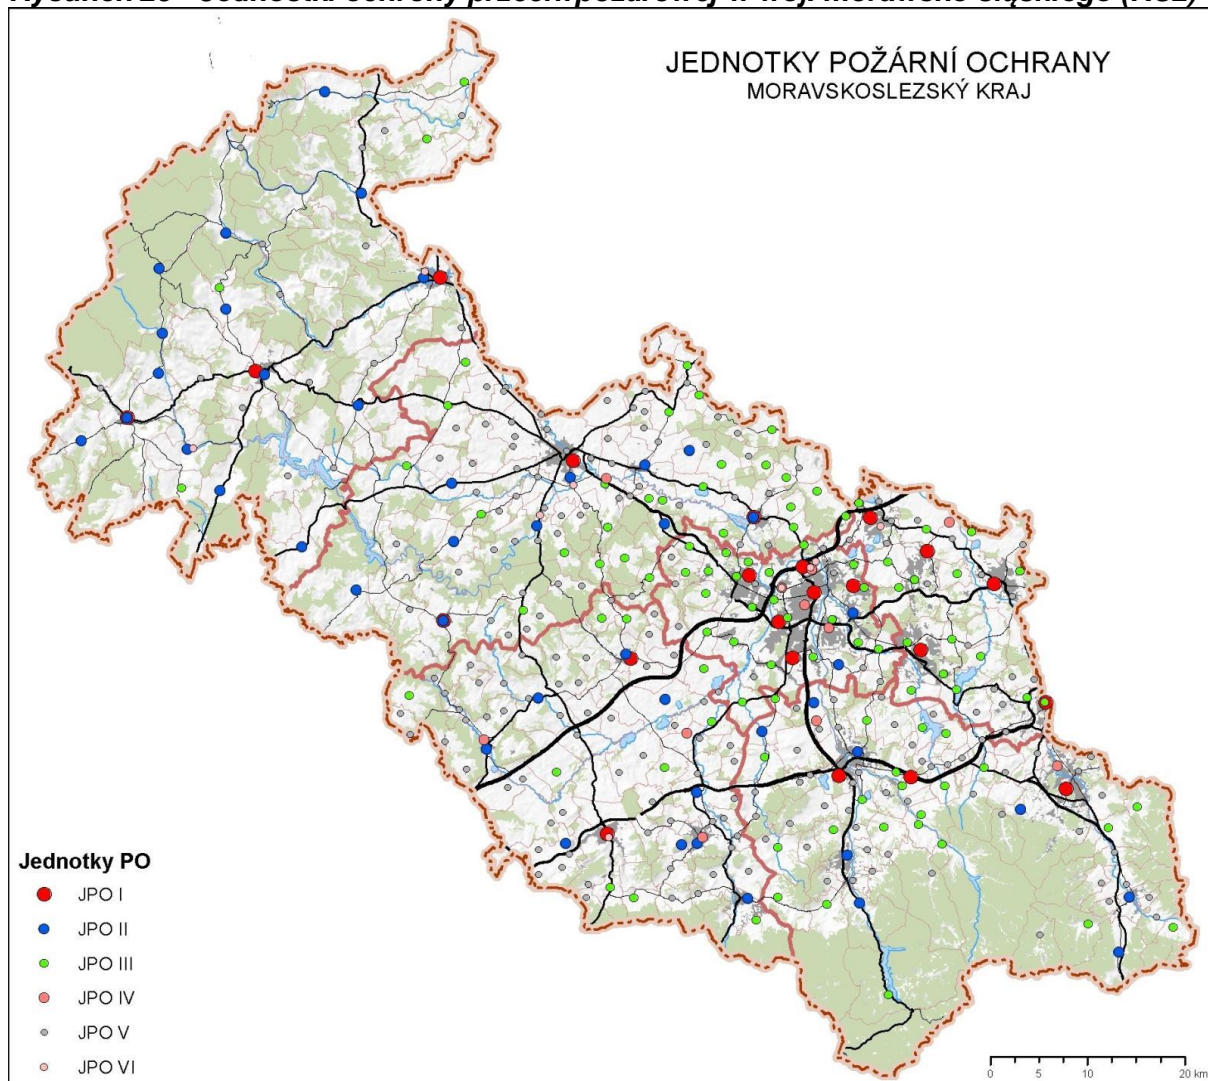 JEDNOTKY POŽÁRNÍ OCHRANY
MORAVSKOSLEZSKÝ KRAJ
Jednotky PO
JPO I
JPO II
JPO III
JPO IV
JPO V
JPO VI
0 5 10 20 km